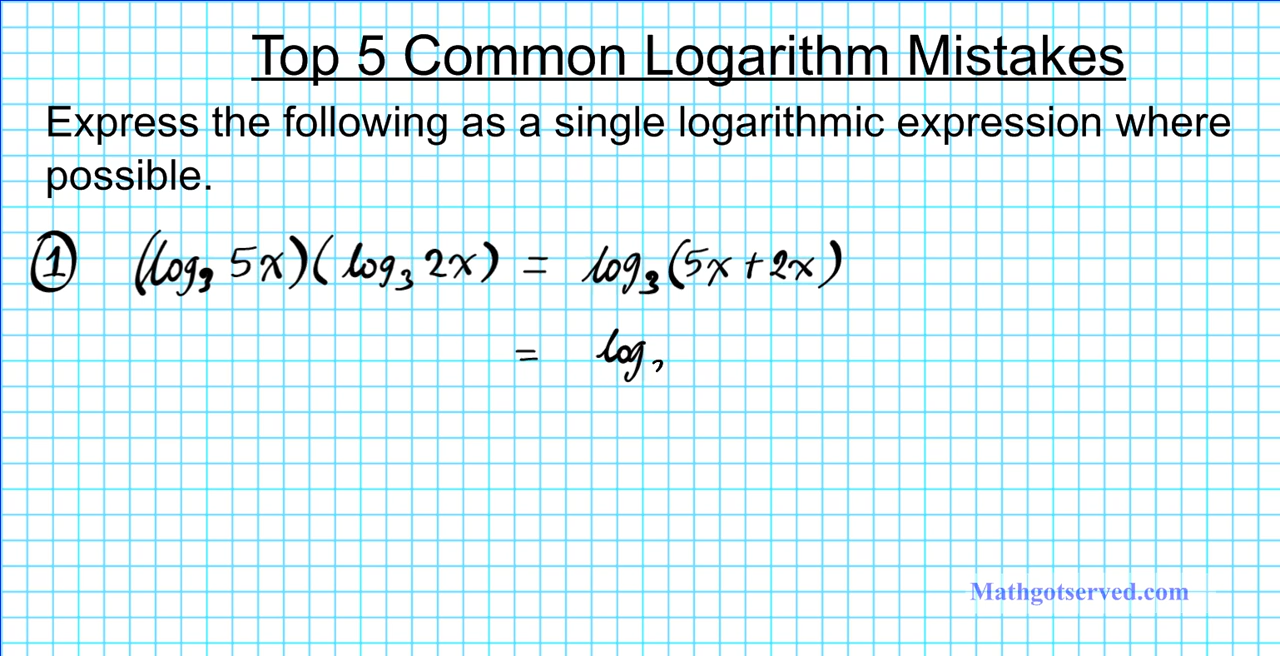 Top 5 Common Logarithm Mistakes
Express the following as a single logarithmic expression where
possible.
① (log₃ 5x)(log₃ 2x) = log₃(5x + 2x)
= log
Mathgotserved.com